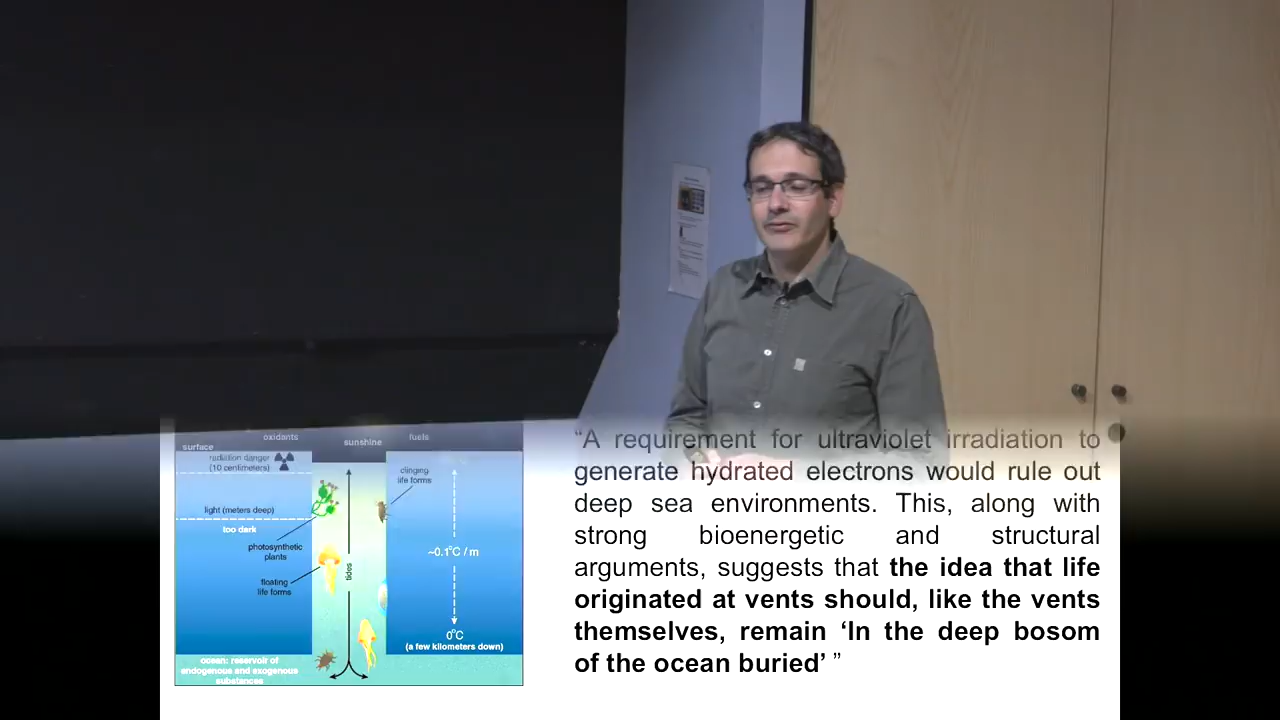 oxidants
sunshine
fuels
surface
radiation danger
(10 centimeters)
clinging
life forms
light (meters deep)
too dark
photosynthetic
plants
~0.1°C / m
floating
life forms
tides
0°C
(a few kilometers down)
ocean: reservoir of
endogenous and exogenous
substances
“A requirement for ultraviolet irradiation to
generate hydrated electrons would rule out
deep sea environments. This, along with
strong bioenergetic and structural
arguments, suggests that the idea that life
originated at vents should, like the vents
themselves, remain ‘In the deep bosom
of the ocean buried’ ”